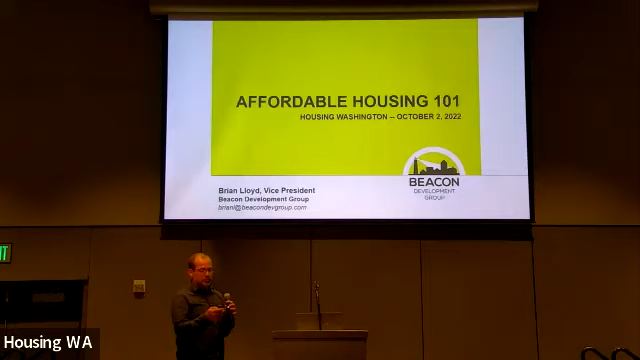 AFFORDABLE HOUSING 101
HOUSING WASHINGTON -- OCTOBER 2, 2022
BEACON
DEVELOPMENT
GROUP
Brian Lloyd, Vice President
Beacon Development Group
brianl@beacondevgroup.com
IT
Housing WA